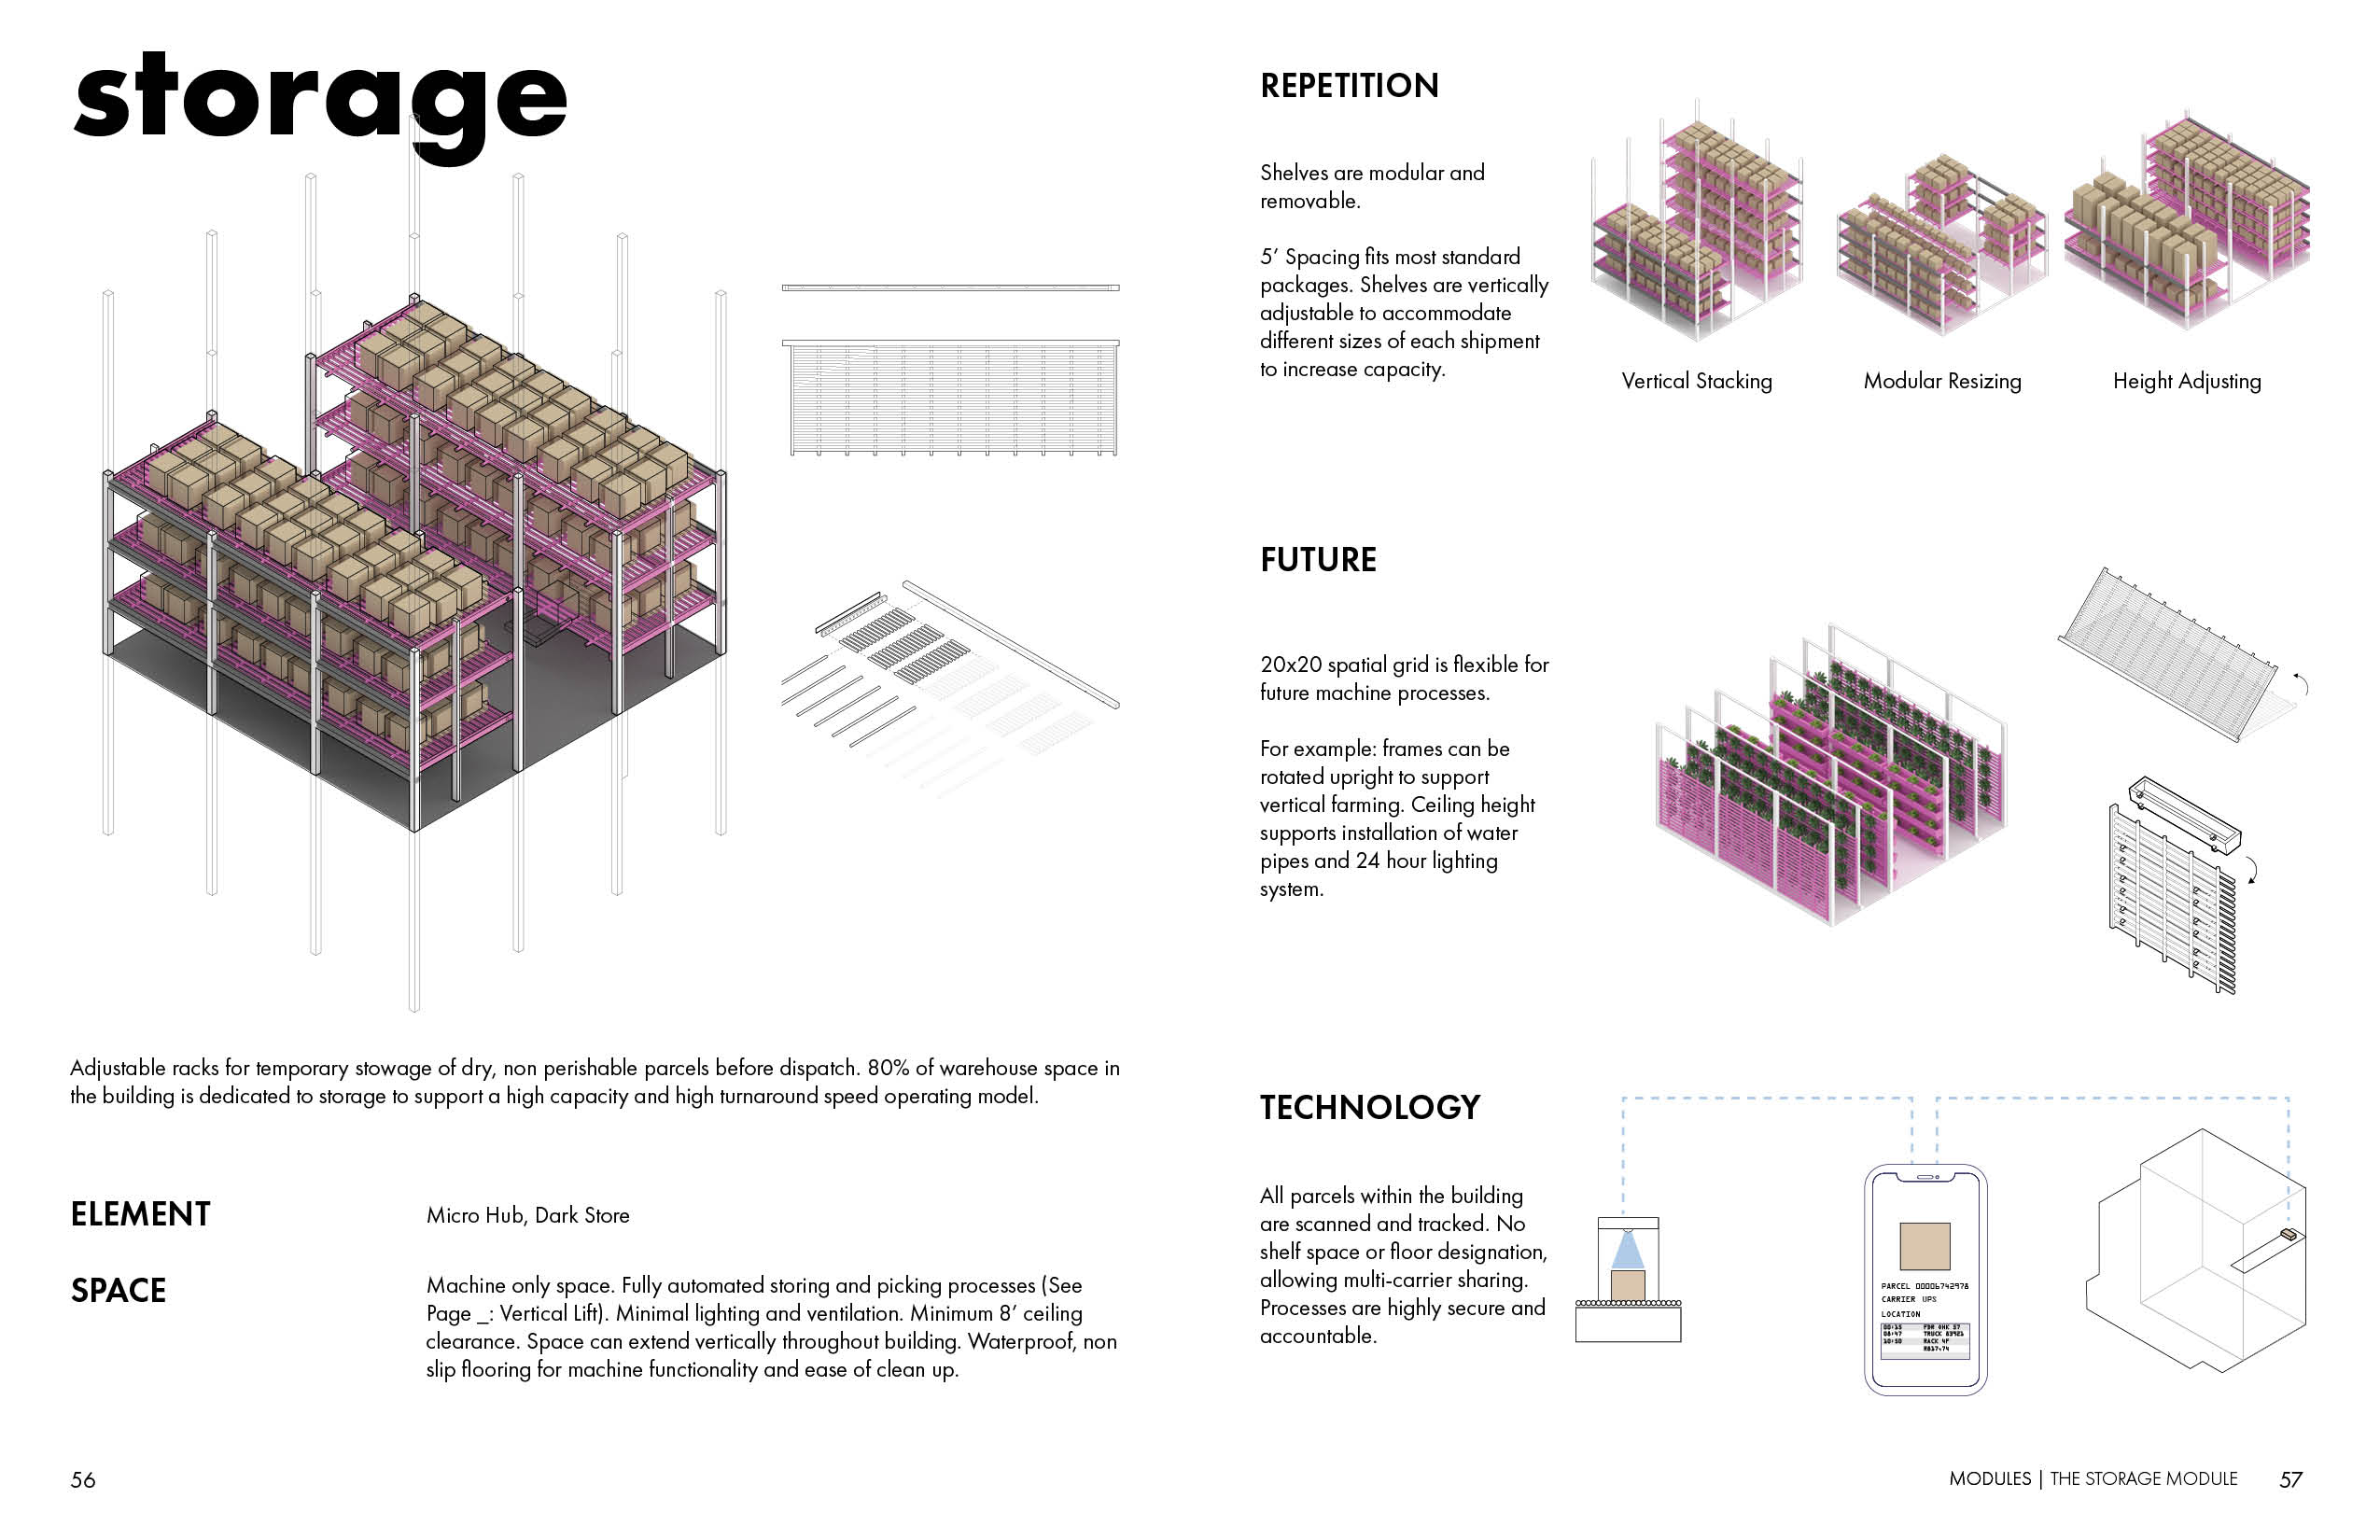 storage
Adjustable racks for temporary stowage of dry, non perishable parcels before dispatch. 80% of warehouse space in
the building is dedicated to storage to support a high capacity and high turnaround speed operating model.
ELEMENT
Micro Hub, Dark Store
SPACE
Machine only space. Fully automated storing and picking processes (See
Page _: Vertical Lift). Minimal lighting and ventilation. Minimum 8’ ceiling
clearance. Space can extend vertically throughout building. Waterproof, non
slip flooring for machine functionality and ease of clean up.
56
REPETITION
Shelves are modular and
removable.
5’ Spacing fits most standard
packages. Shelves are vertically
adjustable to accommodate
different sizes of each shipment
to increase capacity.
Vertical Stacking
Modular Resizing
Height Adjusting
FUTURE
20x20 spatial grid is flexible for
future machine processes.
For example: frames can be
rotated upright to support
vertical farming. Ceiling height
supports installation of water
pipes and 24 hour lighting
system.
TECHNOLOGY
All parcels within the building
are scanned and tracked. No
shelf space or floor designation,
allowing multi-carrier sharing.
Processes are highly secure and
accountable.
PARCEL 00006742978
CARRIER UPS
LOCATION
TRUCK
RACK 4F
MODULES | THE STORAGE MODULE
57